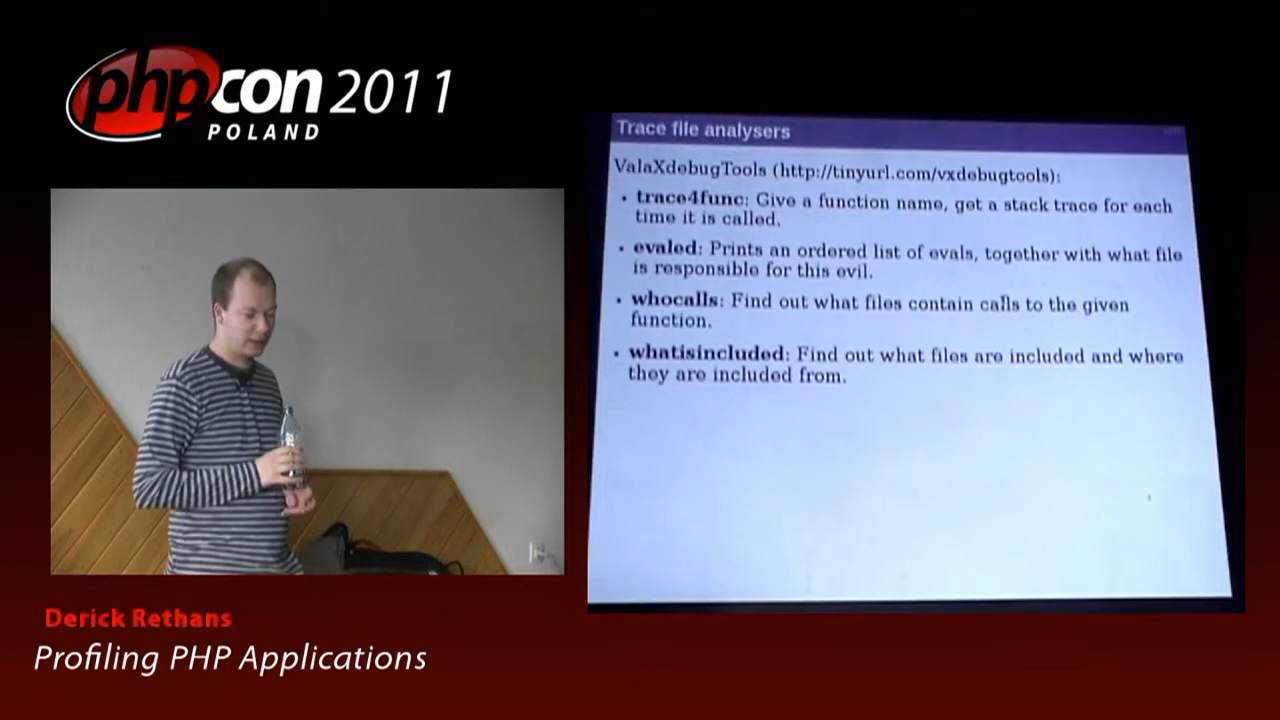 phpcon 2011
POLAND
Trace file analysers
ValaXdebugTools (http://tinyurl.com/vxdebugtools):
• trace4func: Give a function name, get a stack trace for each
time it is called.
• evaled: Prints an ordered list of evals, together with what file
is responsible for this evil.
• whocalls: Find out what files contain calls to the given
function.
• whatisincluded: Find out what files are included and where
they are included from.
Derick Rethans
Profiling PHP Applications